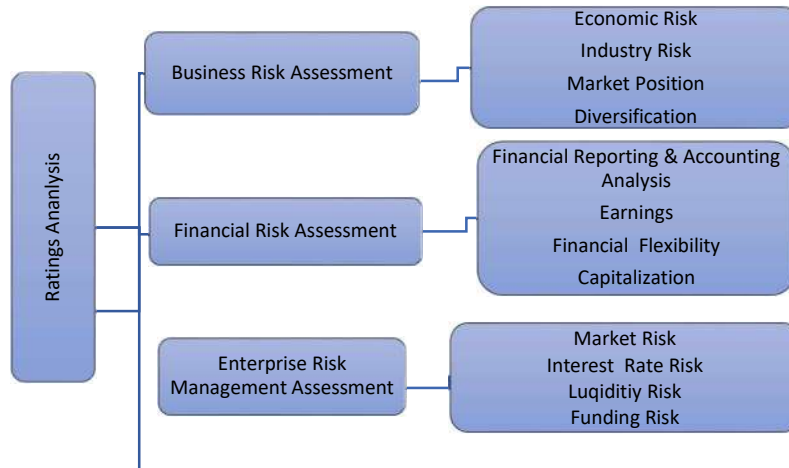 Ratings Ananlysis
Business Risk Assessment
Economic Risk
Industry Risk
Market Position
Diversification
Financial Risk Assessment
Financial Reporting & Accounting
Analysis
Earnings
Financial Flexibility
Capitalization
Enterprise Risk
Management Assessment
Market Risk
Interest Rate Risk
Luqiditiy Risk
Funding Risk